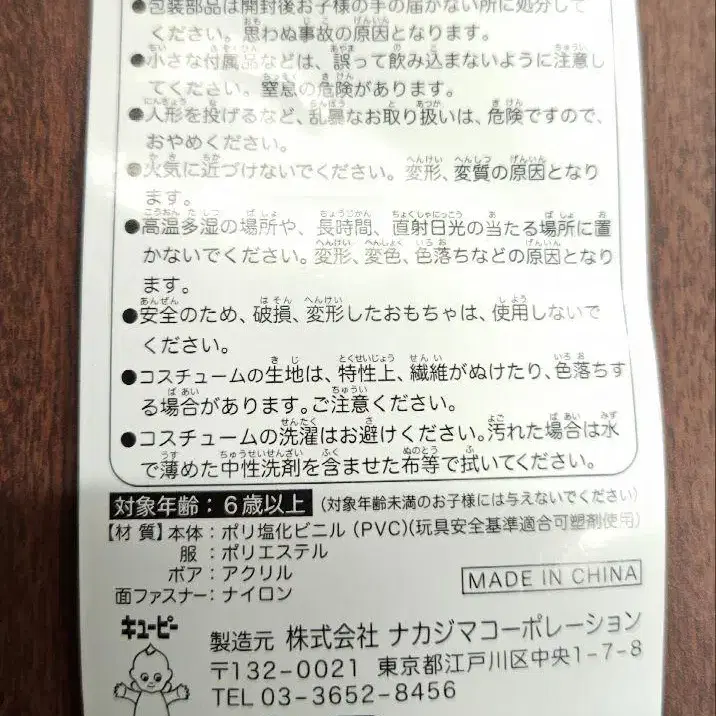 ●包装部品は開封後お子様の手の届かない所に処分して
ください。思わぬ事故の原因となります。
●小さな付属品などは、誤って飲み込まないように注意し
てください。窒息の危険があります。
●人形を投げるなど、乱暴なお取り扱いは、危険ですので、
おやめください。
●火気に近づけないでください。変形、変質の原因となり
ます。
●高温多湿の場所や、長時間、直射日光の当たる場所に置
かないでください。変形、変色、色落ちなどの原因となり
ます。
●安全のため、破損、変形したおもちゃは、使用しないで
ください。
●コスチュームの生地は、特性上、繊維がぬけたり、色落ちす
る場合があります。ご注意ください。
●コスチュームの洗濯はお避けください。汚れた場合は水
で薄めた中性洗剤を含ませた布等で拭いてください。
対象年齢：6歳以上（対象年齢未満のお子様には与えないでください）
【材 質】本体：ポリ塩化ビニル (PVC)(玩具安全基準適合可塑剤使用)
服：ポリエステル
ボア：アクリル
面ファスナー：ナイロン
MADE IN CHINA
キューピー
製造元 株式会社 ナカジマコーポレーション
〒132-0021 東京都江戸川区中央1-7-8
TEL 03-3652-8456